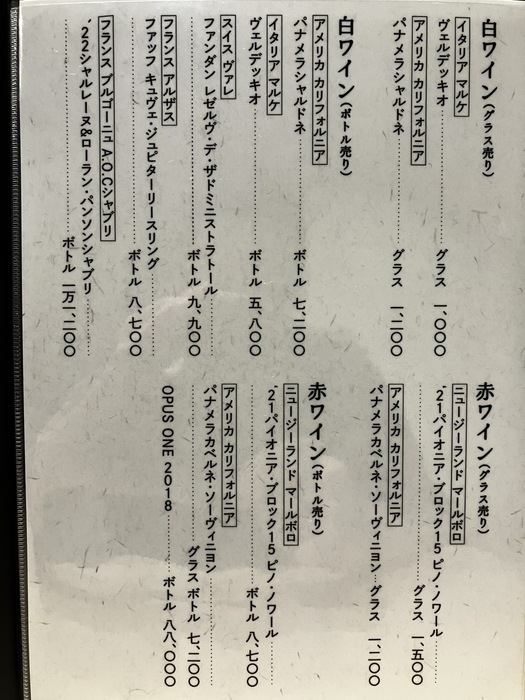 白ワイン(グラス売り)
イタリア マルケ
ヴェルデッキオ
グラス 一、〇〇〇
アメリカ カリフォルニア
パナメラシャルドネ
グラス 一、二〇〇
白ワイン(ボトル売り)
アメリカ カリフォルニア
パナメラシャルドネ
ボトル 七、二〇〇
イタリア マルケ
ヴェルデッキオ
ボトル 五、八〇〇
スイス ヴァレ
ファンダン レゼルヴ・デ・ザドミニストラトール
ボトル 九、九〇〇
フランス アルザス
ファッフ キュヴェ・ジュピターリースリング
ボトル 八、七〇〇
フランス ブルゴーニュ A.O.Cシャブリ
'22シャルレーヌ&ローラン・パンソンシャブリ
ボトル 一万一、二〇〇
赤ワイン(グラス売り)
ニュージーランド マールボロ
'21パイオニア・ブロック15 ピノ・ノワール
グラス 一、五〇〇
アメリカ カリフォルニア
パナメラカベルネ・ソーヴィニヨン
グラス 一、二〇〇
赤ワイン(ボトル売り)
ニュージーランド マールボロ
'21パイオニア・ブロック15 ピノ・ノワール
ボトル 八、七〇〇
アメリカ カリフォルニア
パナメラカベルネ・ソーヴィニヨン
グラス ボトル 七、二〇〇
OPUS ONE 2018
ボトル 八八、〇〇〇